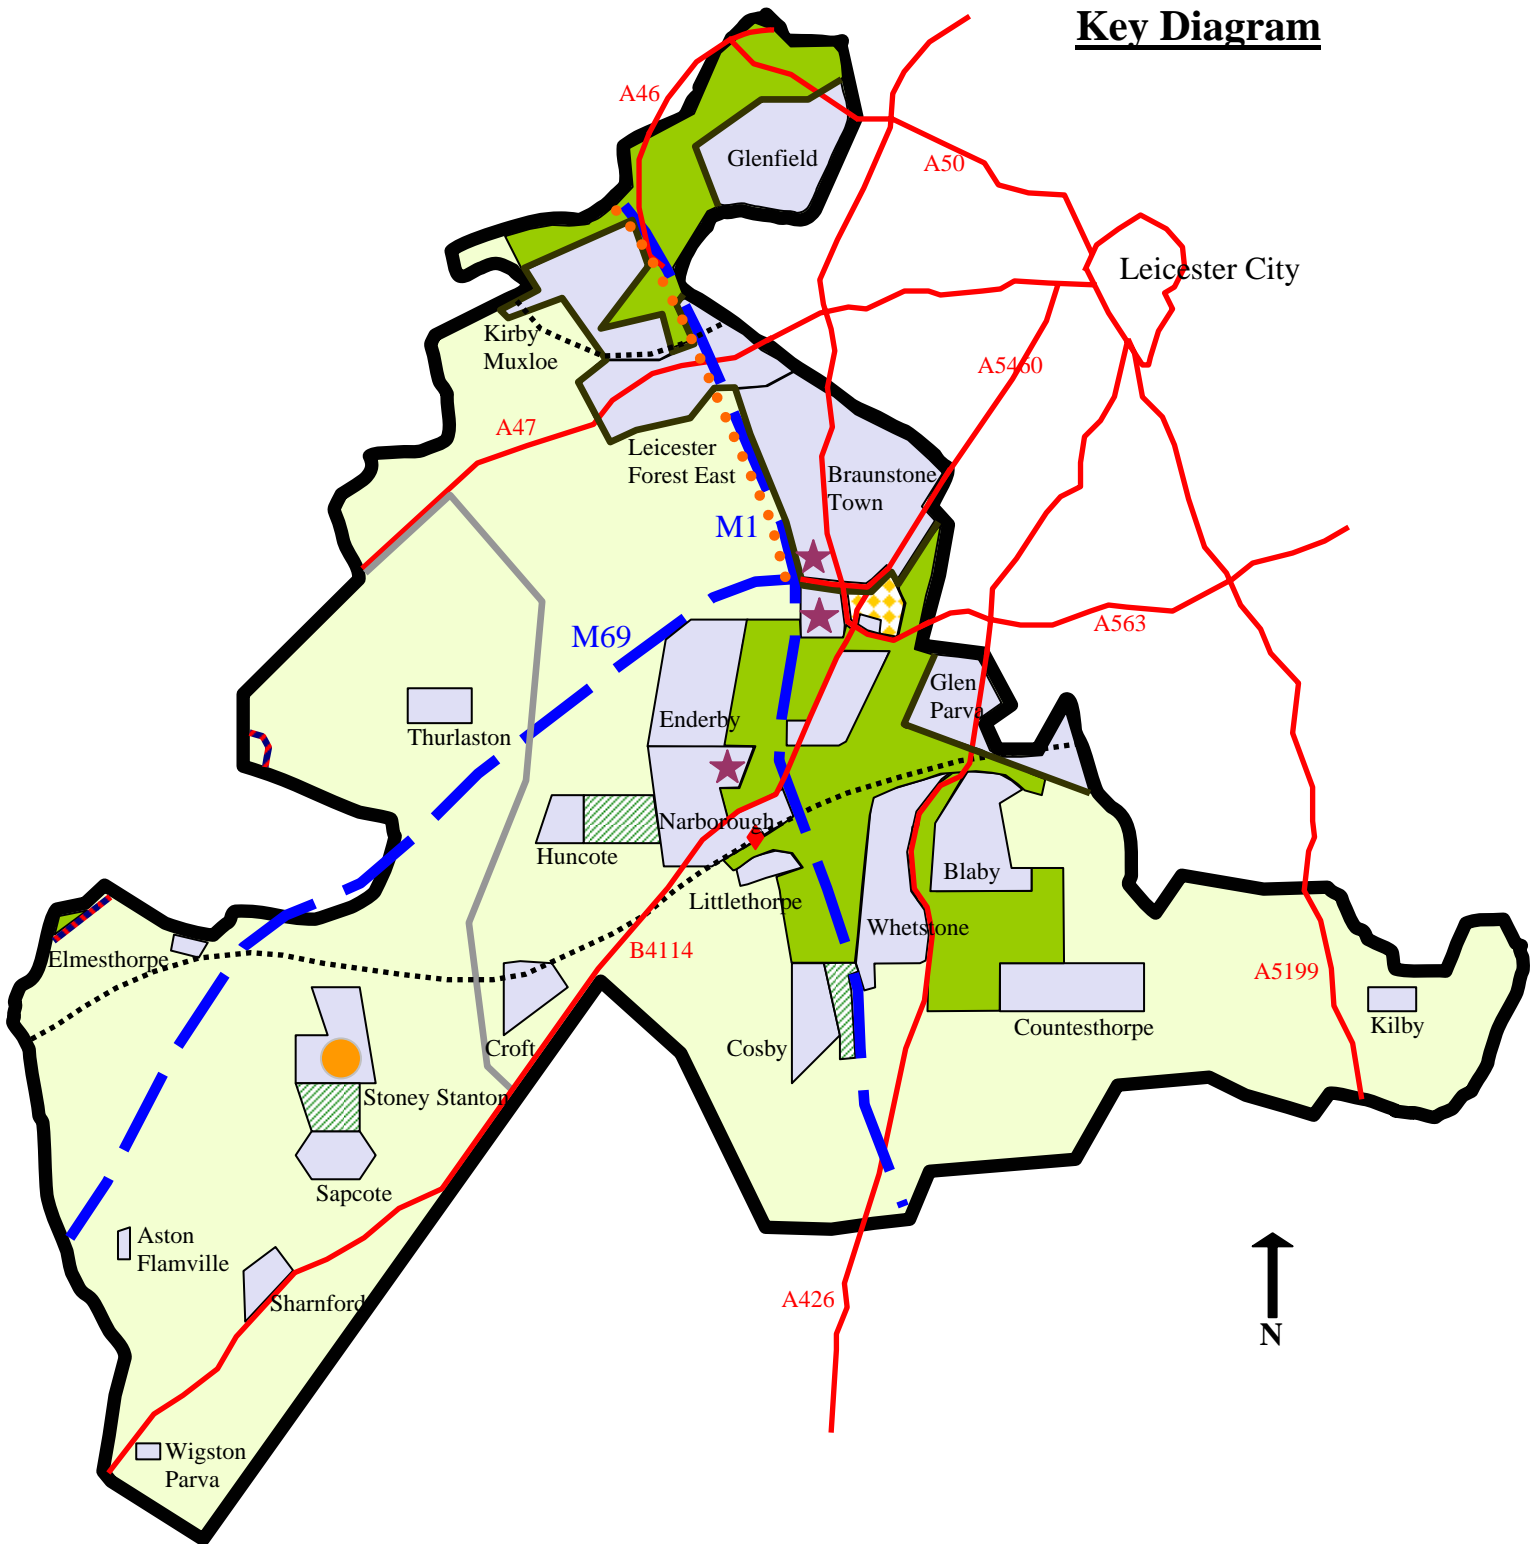 Key Diagram
A46
Glenfield
A50
Leicester City
Kirby
Muxloe
A5460
A47
Leicester
Forest East
Braunstone
Town
M1
A563
M69
Glen
Parva
Enderby
Thurlaston
Narborough
Huncote
Blaby
Littlethorpe
Whetstone
Elmesthorpe
B4114
A5199
Kilby
Countesthorpe
Croft
Cosby
Stoney Stanton
Sapcote
Aston
Flamville
Sharnford
A426
N
Wigston
Parva